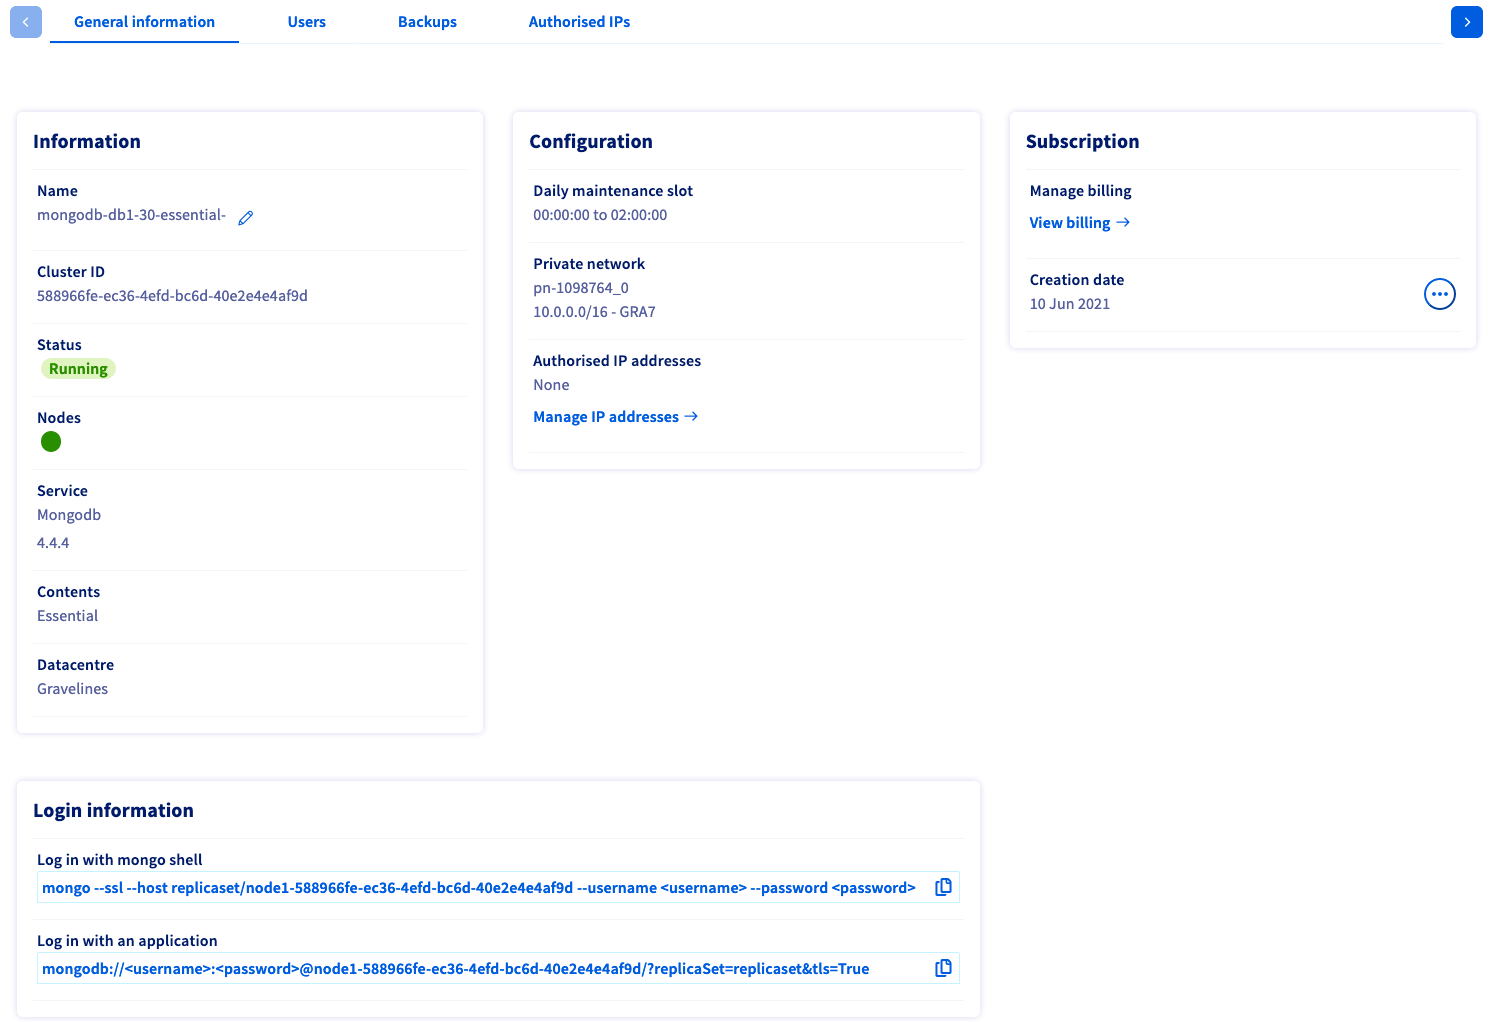 General information
Users
Backups
Authorised IPs
Information
Name
mongodb-db1-30-essential-
Cluster ID
588966fe-ec36-4efd-bc6d-40e2e4e4af9d
Status
Running
Nodes
Service
Mongodb
4.4.4
Contents
Essential
Datacentre
Gravelines
Configuration
Daily maintenance slot
00:00:00 to 02:00:00
Private network
pn-1098764_0
10.0.0.0/16 - GRA7
Authorised IP addresses
None
Manage IP addresses →
Subscription
Manage billing
View billing →
Creation date
10 Jun 2021
Login information
Log in with mongo shell
mongo --ssl --host replicaset/node1-588966fe-ec36-4efd-bc6d-40e2e4e4af9d --username <username> --password <password>
Log in with an application
mongodb://<username>:<password>@node1-588966fe-ec36-4efd-bc6d-40e2e4e4af9d/?replicaSet=replicaset&tls=True